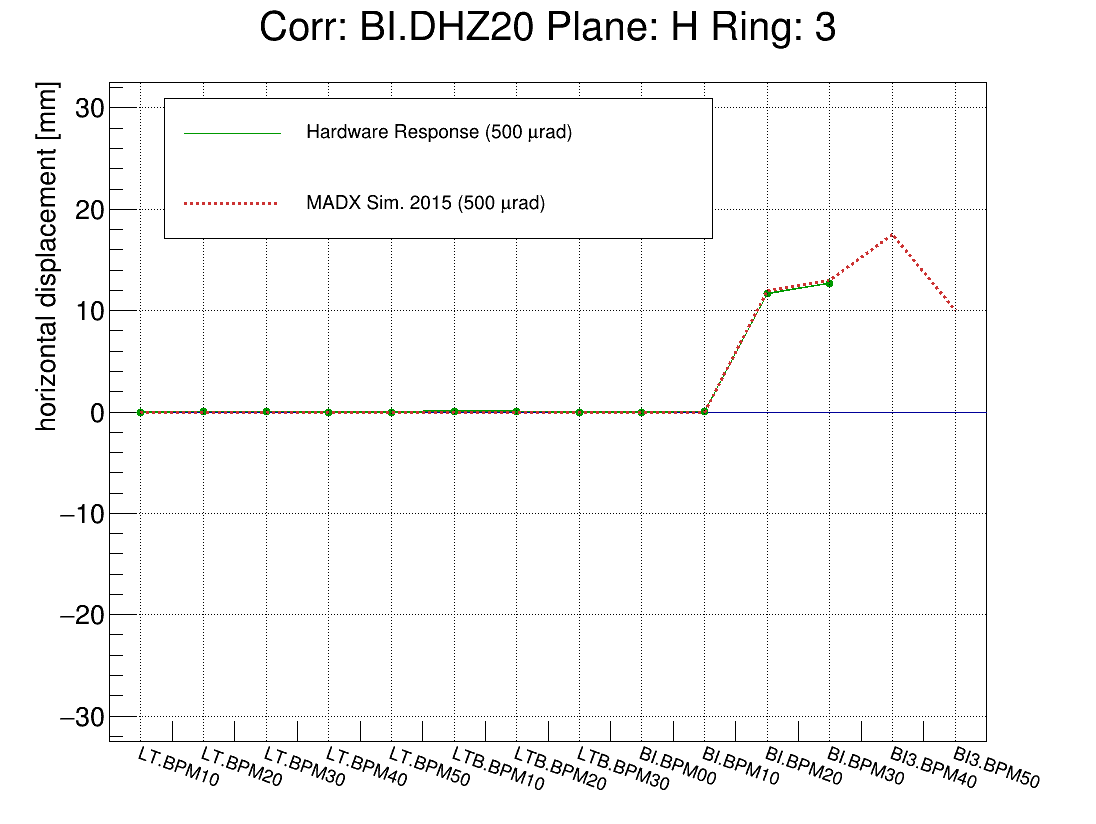 Corr: BI.DHZ20 Plane: H Ring: 3
horizontal displacement [mm]
30
20
10
0
−10
−20
−30
Hardware Response (500 μrad)
MADX Sim. 2015 (500 μrad)
LT.BPM10
LT.BPM20
LT.BPM30
LT.BPM40
LT.BPM50
LTB.BPM10
LTB.BPM20
LTB.BPM30
BI.BPM00
BI.BPM10
BI.BPM20
BI.BPM30
BI3.BPM40
BI3.BPM50